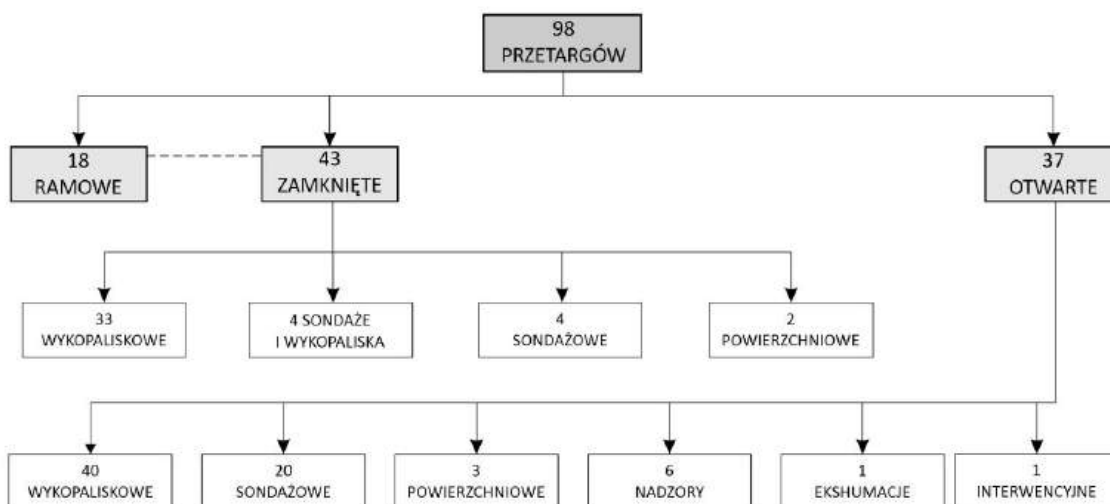 98
PRZETARGÓW
18
RAMOWE
43
ZAMKNIĘTE
37
OTWARTE
33
WYKOPALISKOWE
4 SONDAŻE
I WYKOPALISKA
4
SONDAŻOWE
2
POWIERZCHNIOWE
40
WYKOPALISKOWE
20
SONDAŻOWE
3
POWIERZCHNIOWE
6
NADZORY
1
EKSHUMACJE
1
INTERWENCYJNE